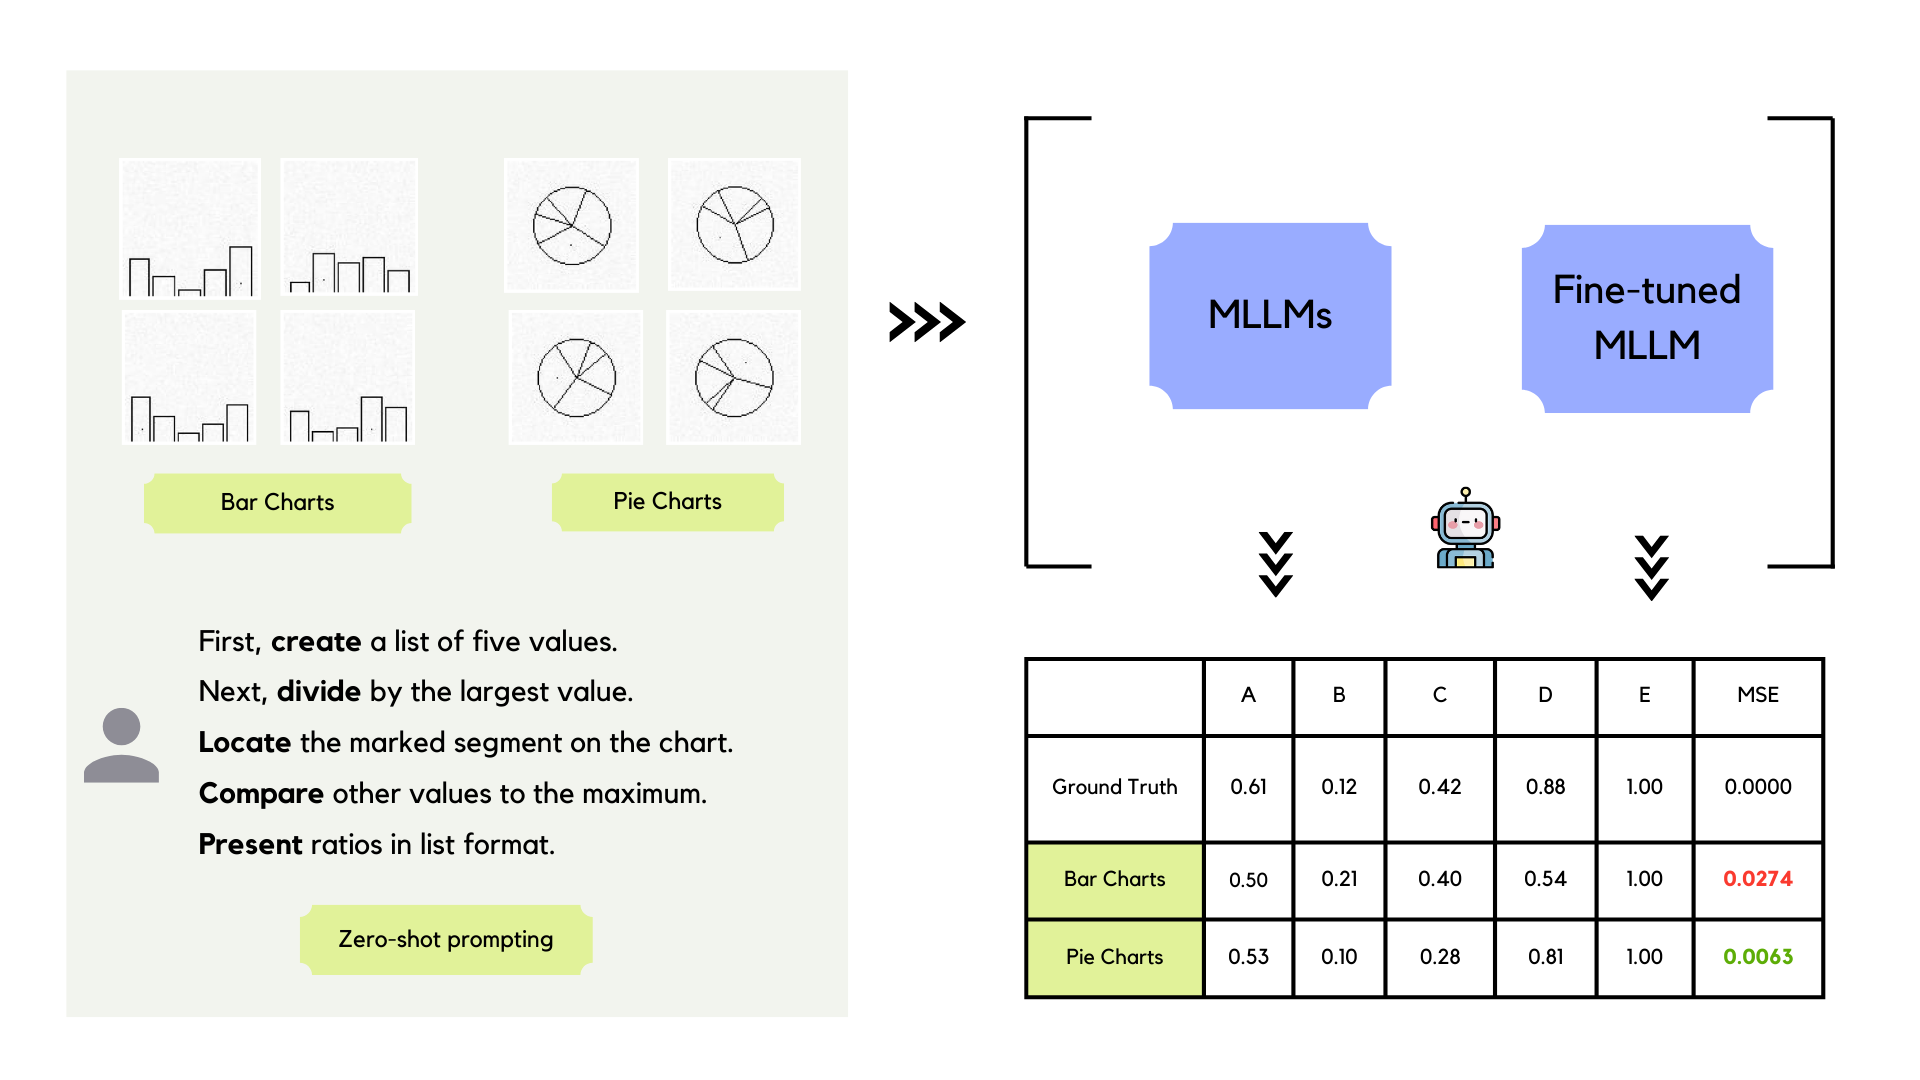 Bar Charts
Pie Charts
First, create a list of five values.
Next, divide by the largest value.
Locate the marked segment on the chart.
Compare other values to the maximum.
Present ratios in list format.
Zero-shot prompting
MLLMs
Fine-tuned
MLLM
A B C D E MSE
Ground Truth 0.61 0.12 0.42 0.88 1.00 0.0000
Bar Charts 0.50 0.21 0.40 0.54 1.00 0.0274
Pie Charts 0.53 0.10 0.28 0.81 1.00 0.0063